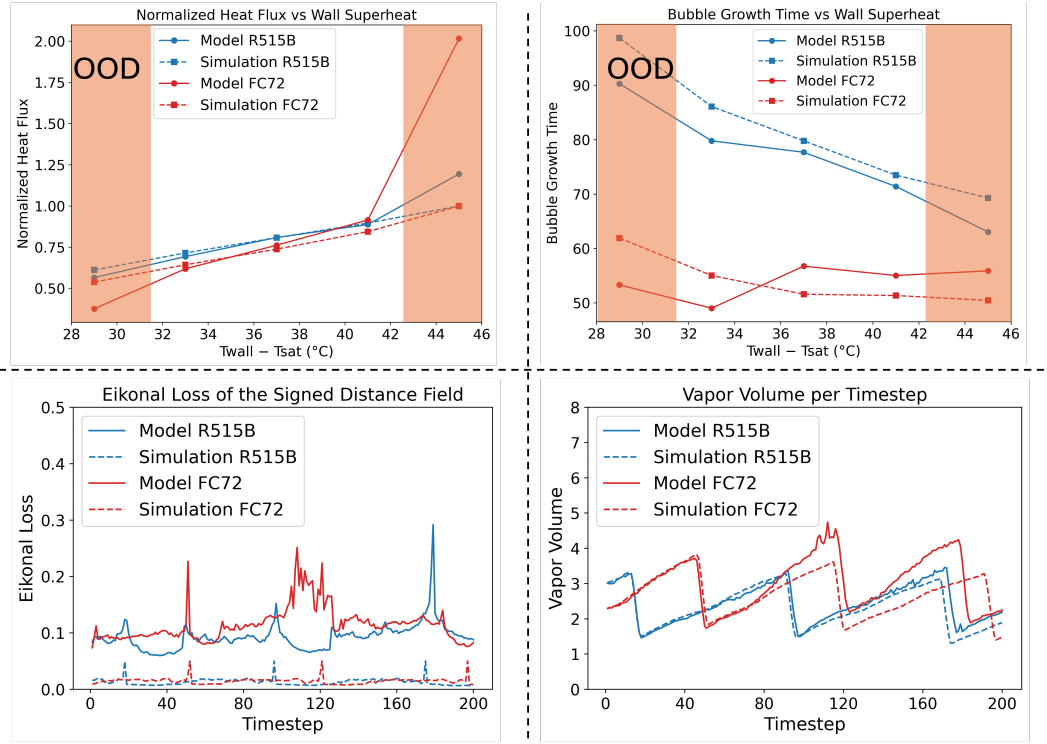 Normalized Heat Flux vs Wall Superheat
Normalized Heat Flux
2.00
1.75
1.50
1.25
1.00
0.75
0.50
OOD
Model R515B
Simulation R515B
Model FC72
Simulation FC72
28 30 32 34 36 38 40 42 44 46
Twall − Tsat (°C)
Bubble Growth Time vs Wall Superheat
Bubble Growth Time
100
90
80
70
60
50
OOD
Model R515B
Simulation R515B
Model FC72
Simulation FC72
28 30 32 34 36 38 40 42 44 46
Twall − Tsat (°C)
Eikonal Loss of the Signed Distance Field
Eikonal Loss
0.5
0.4
0.3
0.2
0.1
0.0
Model R515B
Simulation R515B
Model FC72
Simulation FC72
0 40 80 120 160 200
Timestep
Vapor Volume per Timestep
Vapor Volume
8
7
6
5
4
3
2
1
0
Model R515B
Simulation R515B
Model FC72
Simulation FC72
0 40 80 120 160 200
Timestep